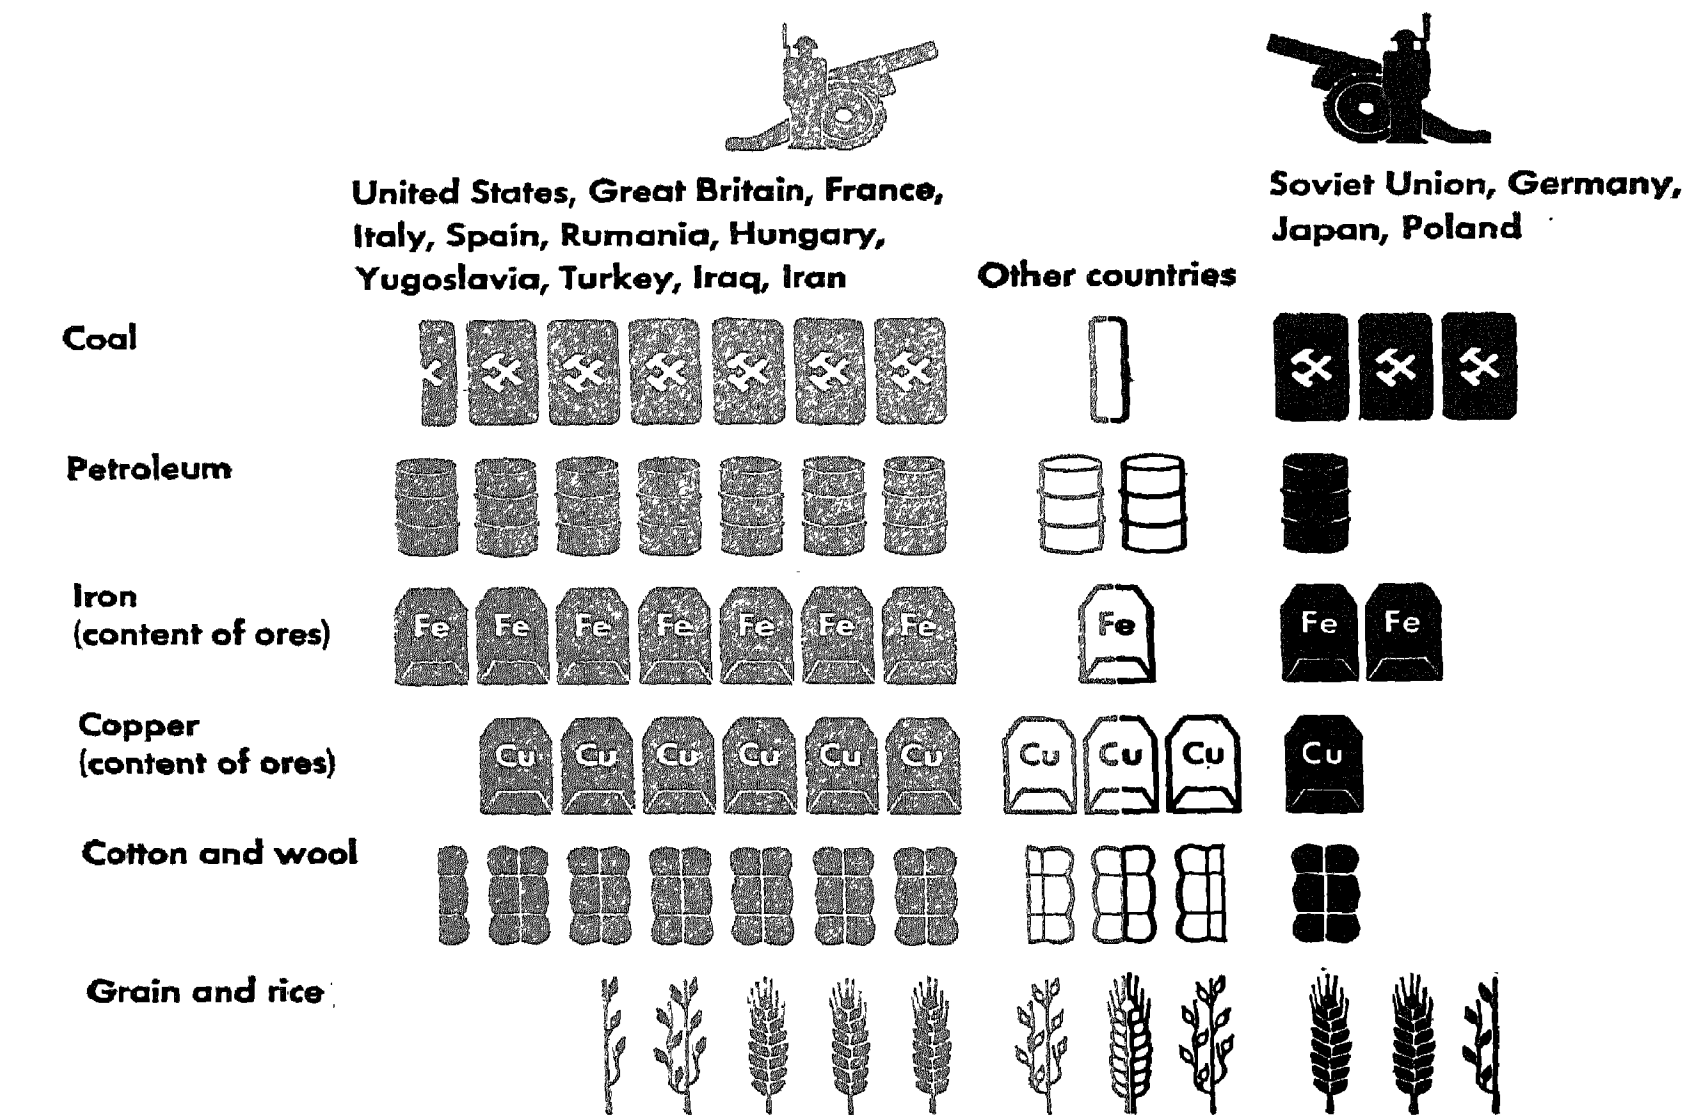 United States, Great Britain, France,
Italy, Spain, Rumania, Hungary,
Yugoslavia, Turkey, Iraq, Iran
Other countries
Soviet Union, Germany,
Japan, Poland
Coal
Petroleum
Iron
(content of ores)
Fe Fe Fe Fe Fe Fe Fe Fe Fe Fe
Copper
(content of ores)
Cu Cu Cu Cu Cu Cu Cu Cu Cu Cu
Cotton and wool
Grain and rice